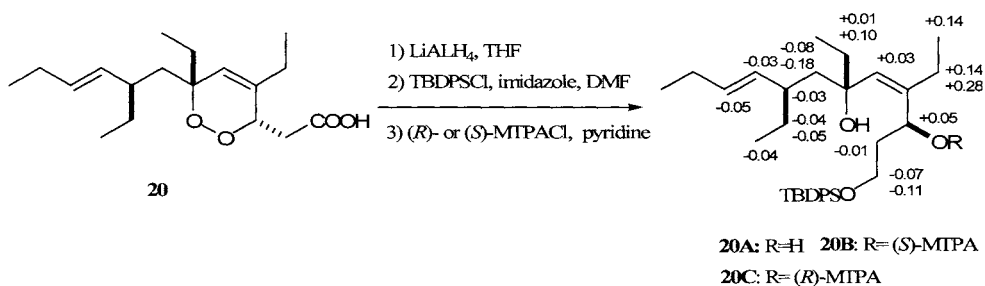 +0.01
+0.10
+0.14
1) LiALH4, THF
2) TBDPSCl, imidazole, DMF
3) (R)- or (S)-MTPACl, pyridine
-0.03
-0.08
-0.18
+0.03
+0.14
+0.28
-0.05
-0.03
-0.04
-0.05
-0.04
OH
+0.05
OR
-0.01
-0.07
-0.11
TBDPSO
O
O
COOH
20
20A: R=H 20B: R=(S)-MTPA
20C: R=(R)-MTPA